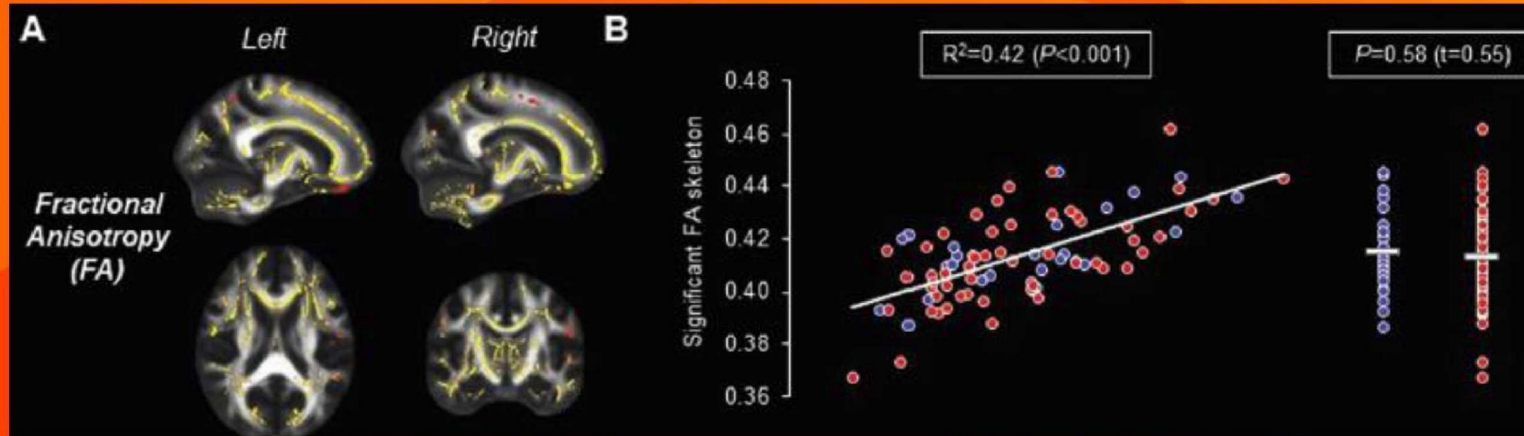 A
Left
Right
Fractional
Anisotropy
(FA)
B
R²=0.42 (P<0.001)
P=0.58 (t=0.55)
Significant FA skeleton
0.48
0.46
0.44
0.42
0.40
0.38
0.36